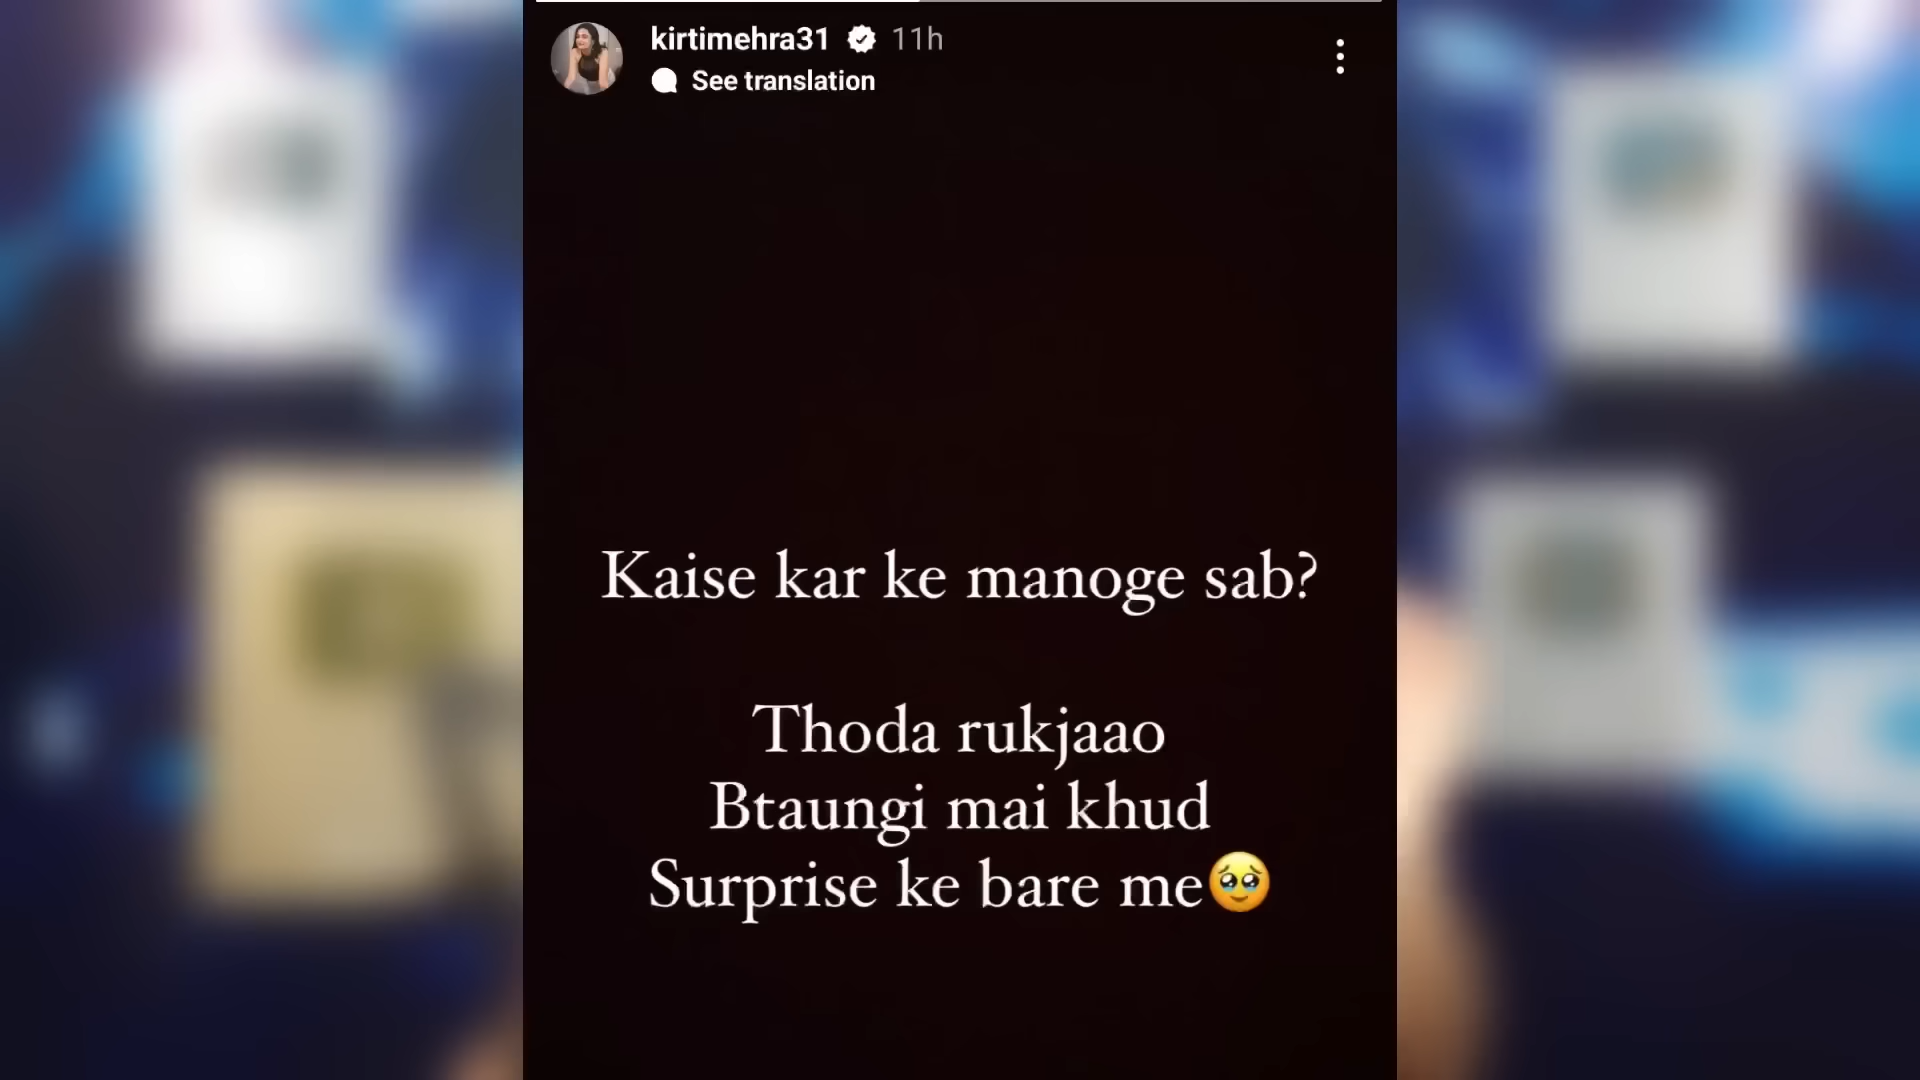 kirtimehra31 11h
See translation
Kaise kar ke manoge sab?
Thoda rukjaao
Btaungi mai khud
Surprise ke bare me🥹